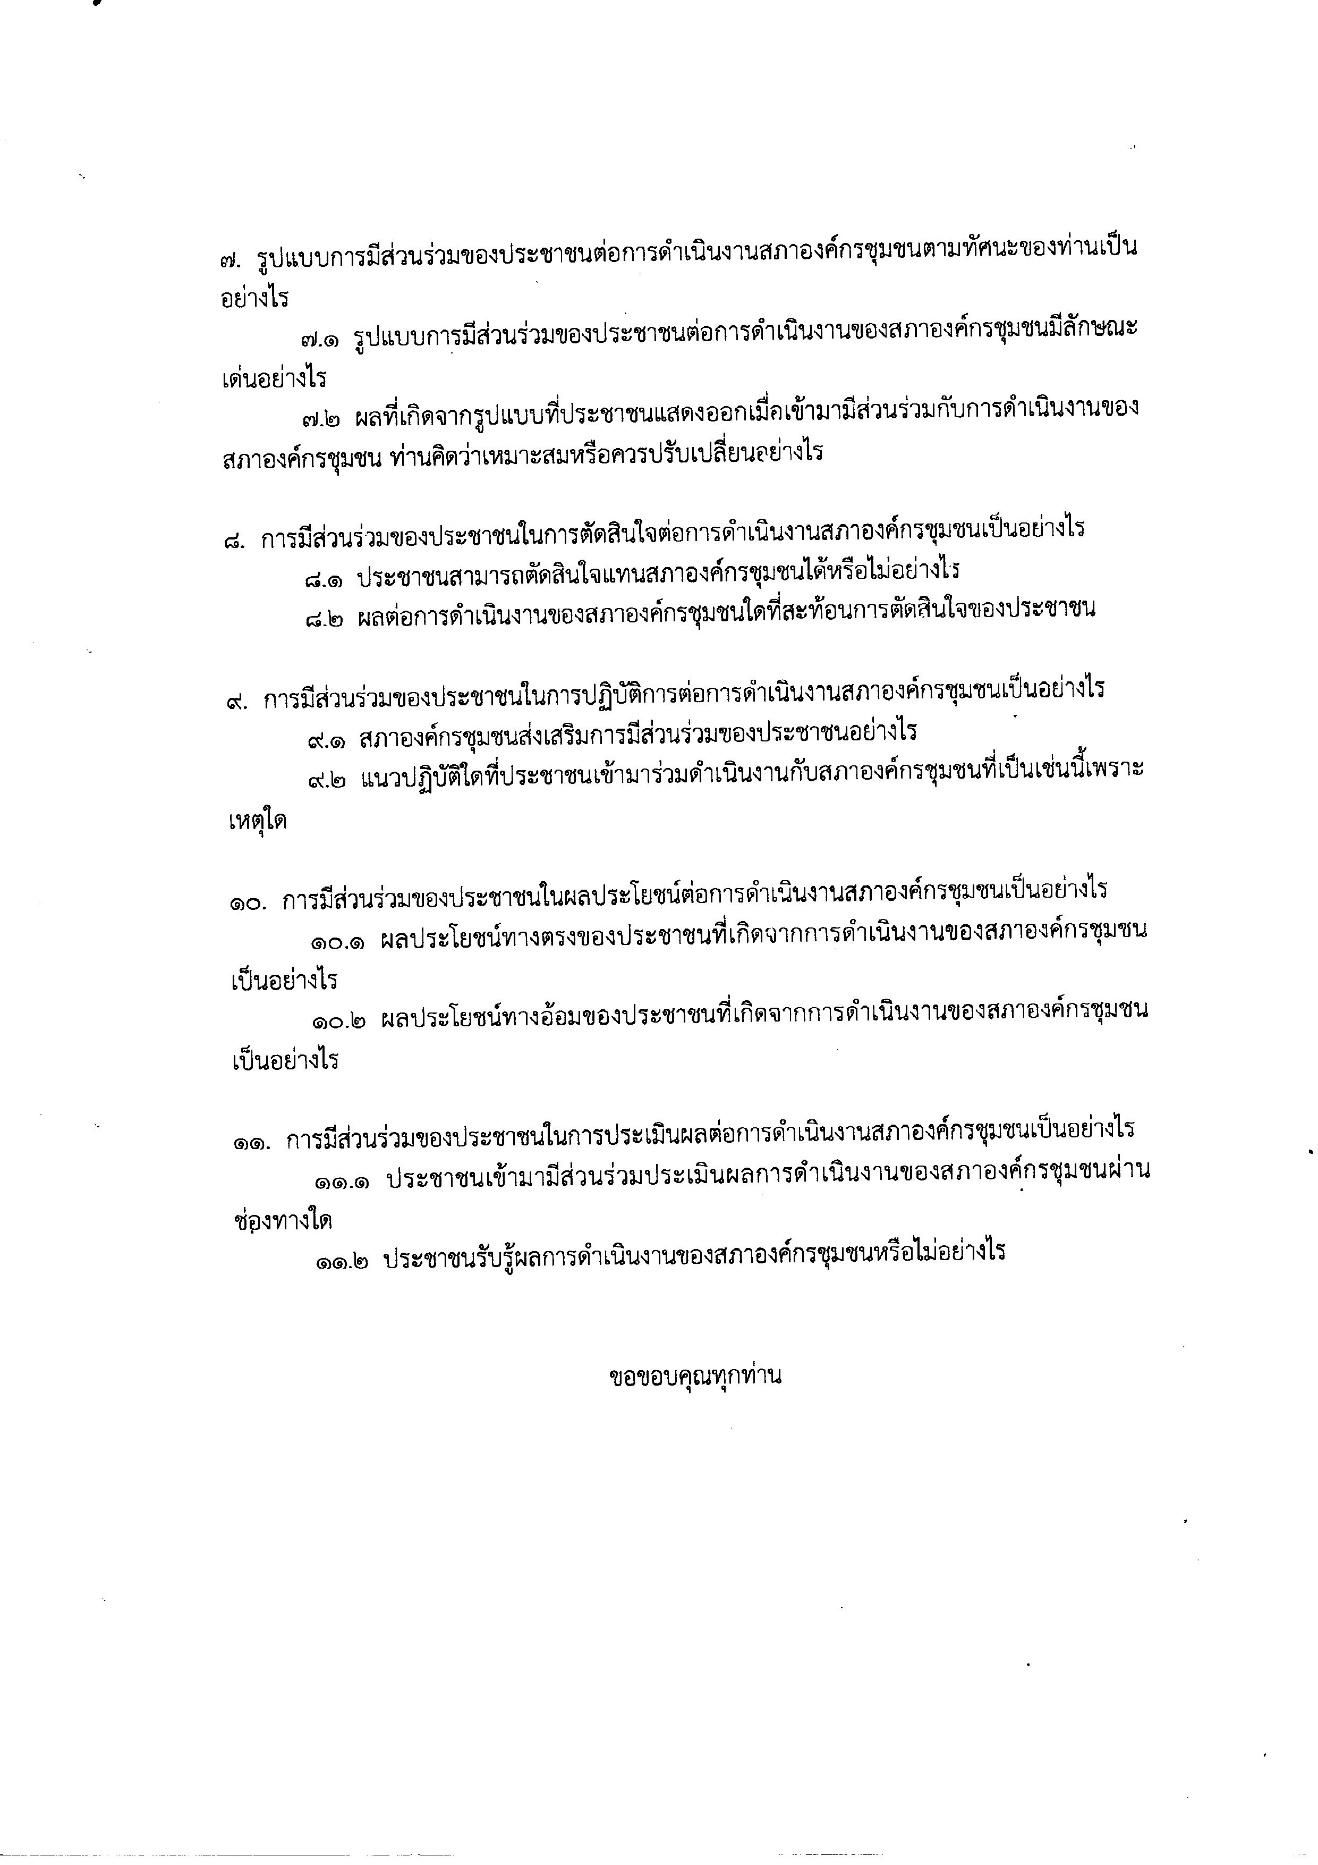 ๗. รูปแบบการมีส่วนร่วมของประชาชนต่อการดำเนินงานสภาองค์กรชุมชนตามทัศนะของท่านเป็น
อย่างไร
๗.๑ รูปแบบการมีส่วนร่วมของประชาชนต่อการดำเนินงานของสภาองค์กรชุมชนมีลักษณะ
เด่นอย่างไร
๗.๒ ผลที่เกิดจากรูปแบบที่ประชาชนแสดงออกเมื่อเข้ามามีส่วนร่วมกับการดำเนินงานของ
สภาองค์กรชุมชน ท่านคิดว่าเหมาะสมหรือควรปรับเปลี่ยนอย่างไร
๘. การมีส่วนร่วมของประชาชนในการตัดสินใจต่อการดำเนินงานสภาองค์กรชุมชนเป็นอย่างไร
๘.๑ ประชาชนสามารถตัดสินใจแทนสภาองค์กรชุมชนได้หรือไม่อย่างไร
๘.๒ ผลต่อการดำเนินงานของสภาองค์กรชุมชนใดที่สะท้อนการตัดสินใจของประชาชน
๙. การมีส่วนร่วมของประชาชนในการปฏิบัติการต่อการดำเนินงานสภาองค์กรชุมชนเป็นอย่างไร
๙.๑ สภาองค์กรชุมชนส่งเสริมการมีส่วนร่วมของประชาชนอย่างไร
๙.๒ แนวปฏิบัติใดที่ประชาชนเข้ามาร่วมดำเนินงานกับสภาองค์กรชุมชนที่เป็นเช่นนี้เพราะ
เหตุใด
๑๐. การมีส่วนร่วมของประชาชนในผลประโยชน์ต่อการดำเนินงานสภาองค์กรชุมชนเป็นอย่างไร
๑๐.๑ ผลประโยชน์ทางตรงของประชาชนที่เกิดจากการดำเนินงานของสภาองค์กรชุมชน
เป็นอย่างไร
๑๐.๒ ผลประโยชน์ทางอ้อมของประชาชนที่เกิดจากการดำเนินงานของสภาองค์กรชุมชน
เป็นอย่างไร
๑๑. การมีส่วนร่วมของประชาชนในการประเมินผลต่อการดำเนินงานสภาองค์กรชุมชนเป็นอย่างไร
๑๑.๑ ประชาชนเข้ามามีส่วนร่วมประเมินผลการดำเนินงานของสภาองค์กรชุมชนผ่าน
ช่องทางใด
๑๑.๒ ประชาชนรับรู้ผลการดำเนินงานของสภาองค์กรชุมชนหรือไม่อย่างไร
ขอขอบคุณทุกท่าน